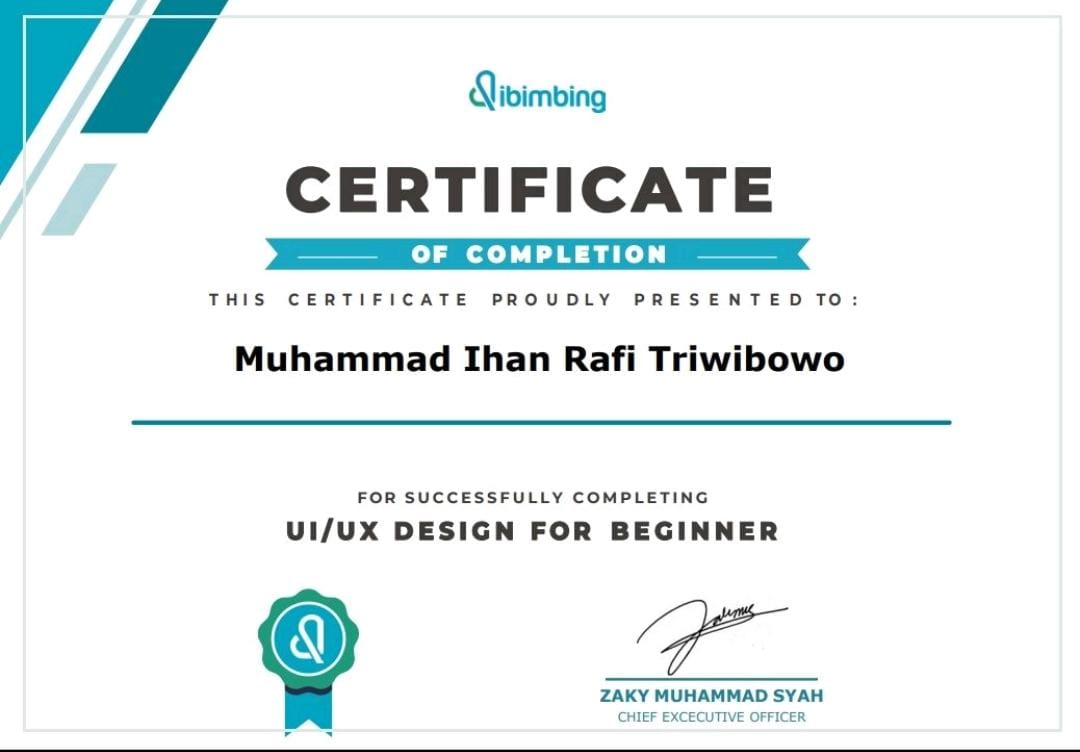 ibimbing
CERTIFICATE
OF COMPLETION
THIS CERTIFICATE PROUDLY PRESENTED TO :
Muhammad Ihan Rafi Triwibowo
FOR SUCCESSFULLY COMPLETING
UI/UX DESIGN FOR BEGINNER
ZAKY MUHAMMAD SYAH
CHIEF EXCECUTIVE OFFICER